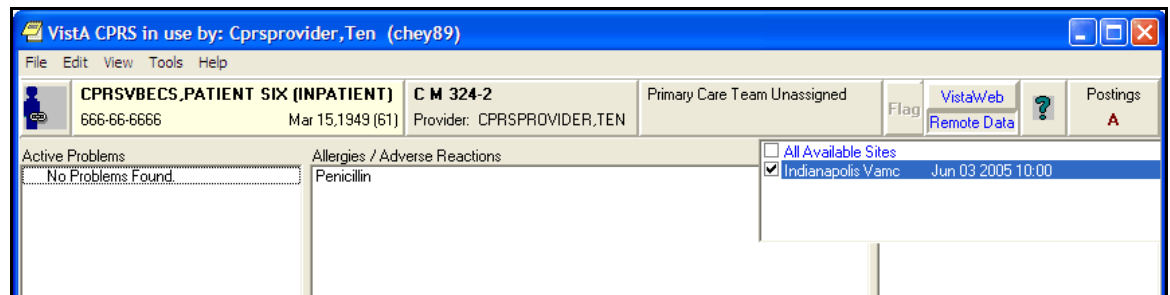 VistA CPRS in use by: Cprsprovider,Ten (chey89)
File Edit View Tools Help
CPRSVBECS,PATIENT SIX (INPATIENT)
666-66-6666 Mar 15,1949 (61)
C M 324-2
Provider: CPRSPROVIDER,TEN
Primary Care Team Unassigned
Flag
VistaWeb
Remote Data
?
Postings
A
Active Problems
No Problems Found.
Allergies / Adverse Reactions
Penicillin
All Available Sites
Indianapolis Vamc Jun 03 2005 10:00